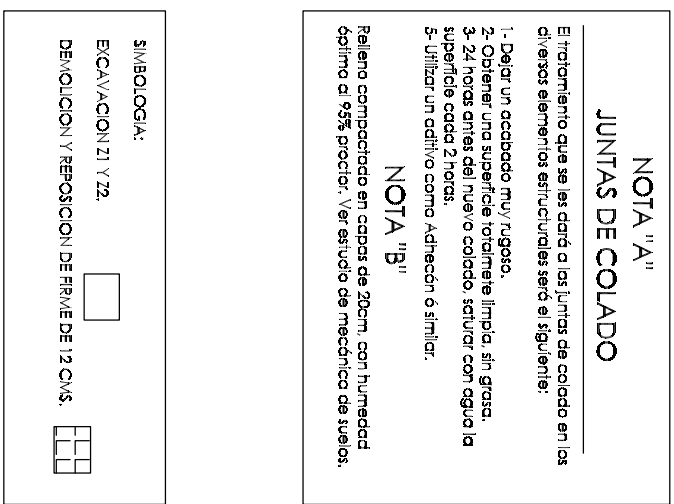 NOTA "A"
JUNTAS DE COLADO
El tratamiento que se les dará a las juntas de colado en los
diversos elementos estructurales será el siguiente:
1- Dejar un acabado muy rugoso.
2- Obtener una superficie totalmete limpia, sin grasa.
3- 24 horas antes del nuevo colado, saturar con agua la
superficie cada 2 horas.
5- Utilizar un aditivo como Adhecón ó similar.
NOTA "B"
Relleno compactado en capas de 20cm, con humedad
óptima al 95% proctor. Ver estudio de mecánica de suelos.
SIMBOLOGIA:
EXCAVACION Z1 Y Z2.
DEMOLICION Y REPOSICION DE FIRME DE 12 CMS.